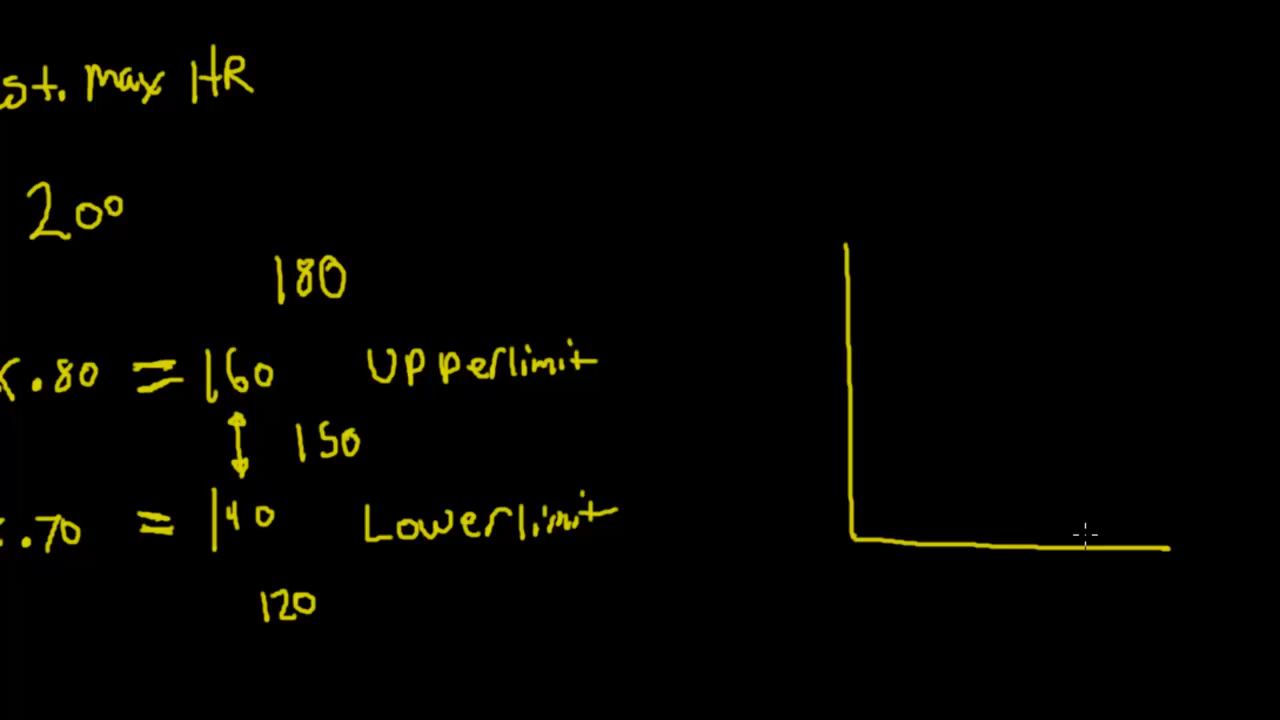 st. max HR
200
180
x .80 = 160 Upperlimit
150
x .70 = 140 Lowerlimit
120